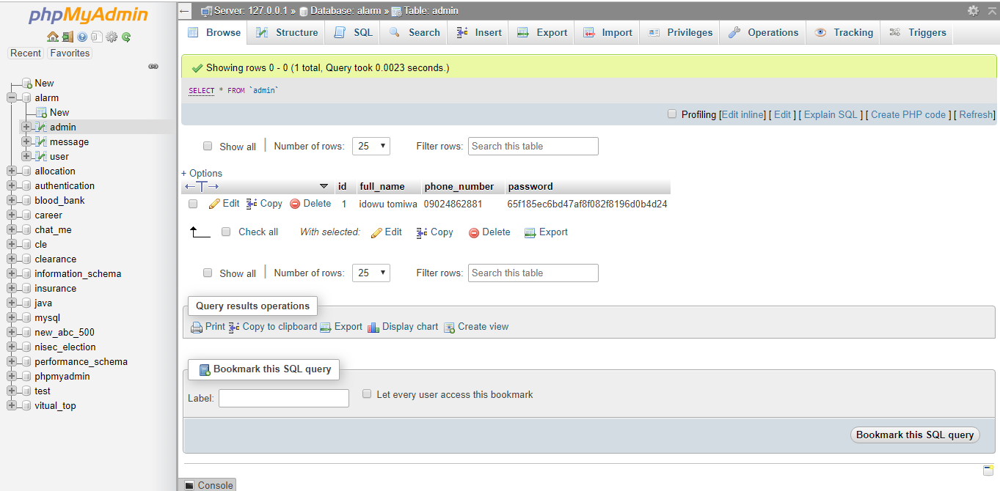 phpMyAdmin
Recent Favorites
New
alarm
New
admin
message
user
allocation
authentication
blood_bank
career
chat_me
cle
clearance
information_schema
insurance
java
mysql
new_abc_500
nisec_election
performance_schema
phpmyadmin
test
vitual_top
Server: 127.0.0.1 » Database: alarm » Table: admin
Browse Structure SQL Search Insert Export Import Privileges Operations Tracking Triggers
Showing rows 0 - 0 (1 total, Query took 0.0023 seconds.)
SELECT * FROM `admin`
Profiling [Edit inline] [ Edit ] [ Explain SQL ] [ Create PHP code ] [ Refresh]
Show all Number of rows: 25 Filter rows: Search this table
+ Options
id full_name phone_number password
Edit Copy Delete 1 idowu tomiwa 09024862881 65f185ec6bd47af8f082f8196d0b4d24
Check all With selected: Edit Copy Delete Export
Show all Number of rows: 25 Filter rows: Search this table
Query results operations
Print Copy to clipboard Export Display chart Create view
Bookmark this SQL query
Label: Let every user access this bookmark
Bookmark this SQL query
Console